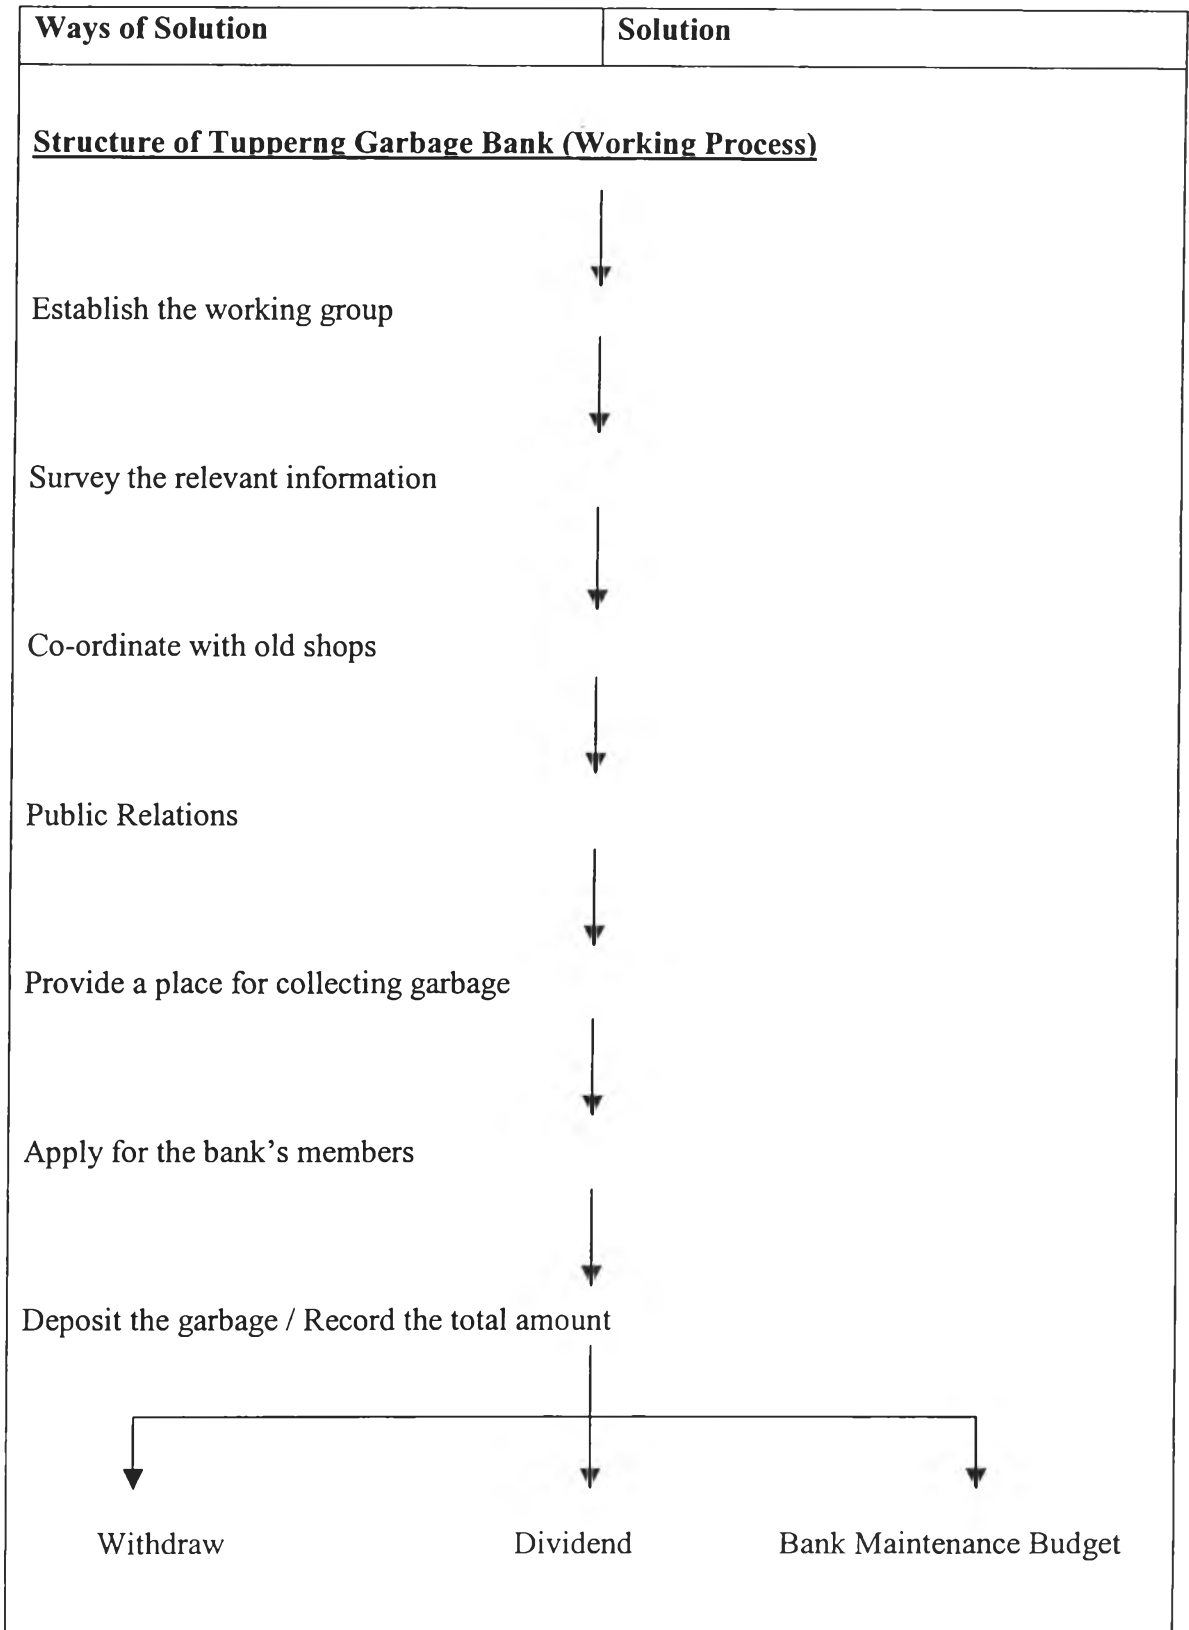 Ways of Solution Solution
Structure of Tupperng Garbage Bank (Working Process)
Establish the working group
Survey the relevant information
Co-ordinate with old shops
Public Relations
Provide a place for collecting garbage
Apply for the bank's members
Deposit the garbage / Record the total amount
Withdraw Dividend Bank Maintenance Budget